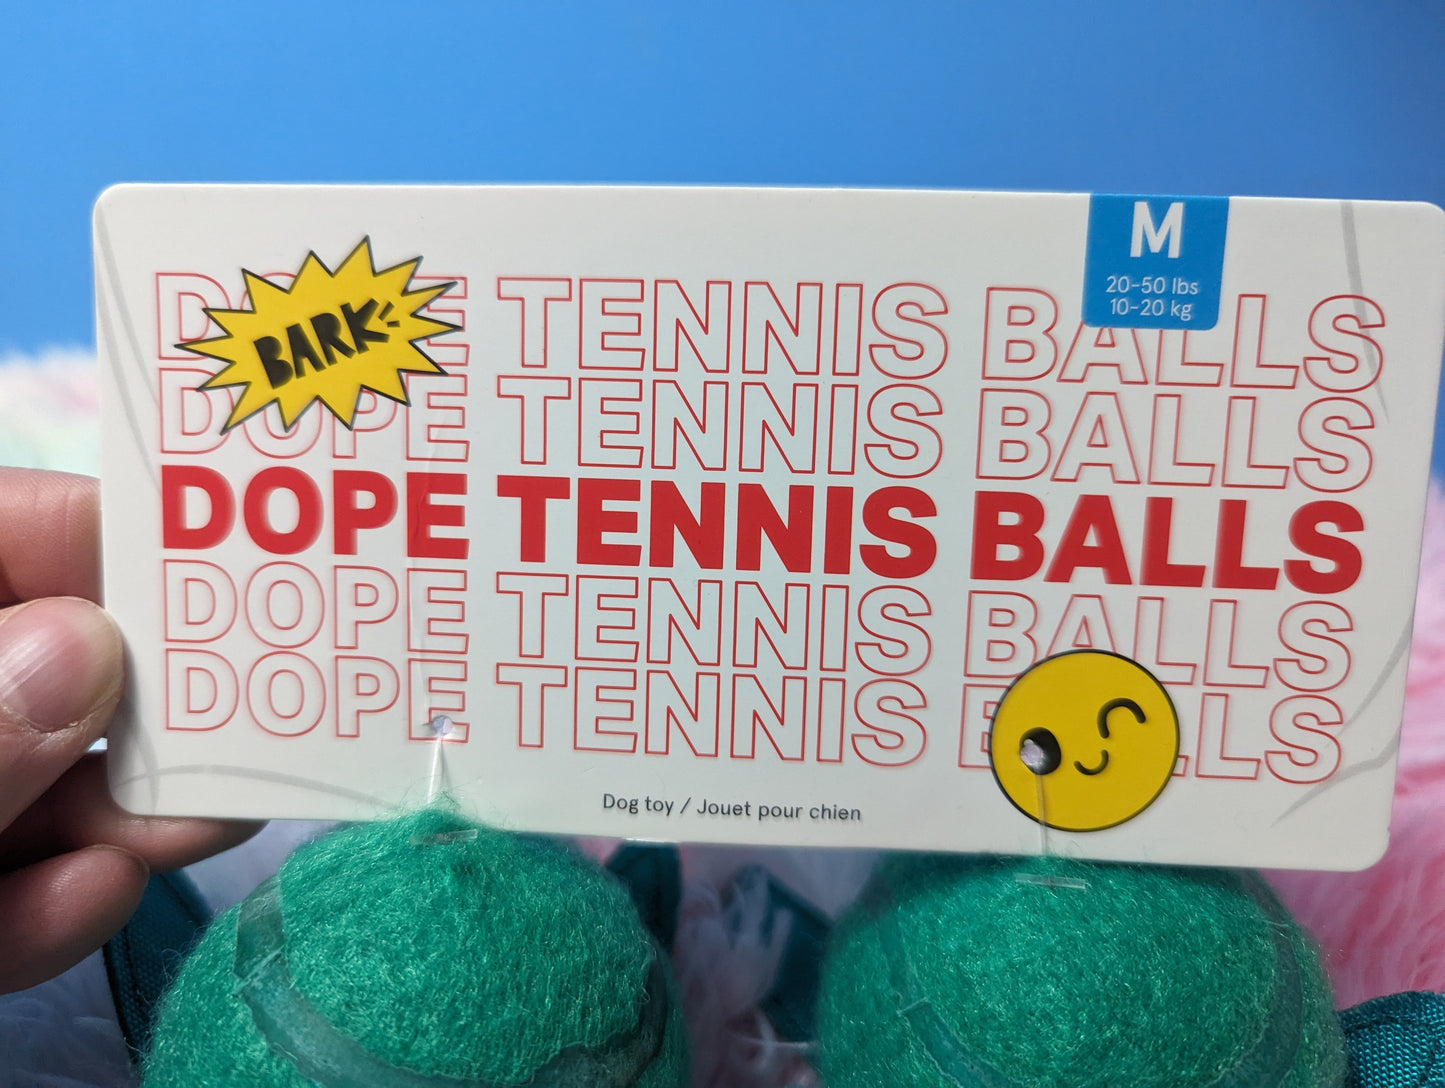 M
20-50 lbs
10-20 kg
BARK
DOPE TENNIS BALLS
DOPE TENNIS BALLS
DOPE TENNIS BALLS
DOPE TENNIS BALLS
DOPE TENNIS BALLS
Dog toy / Jouet pour chien